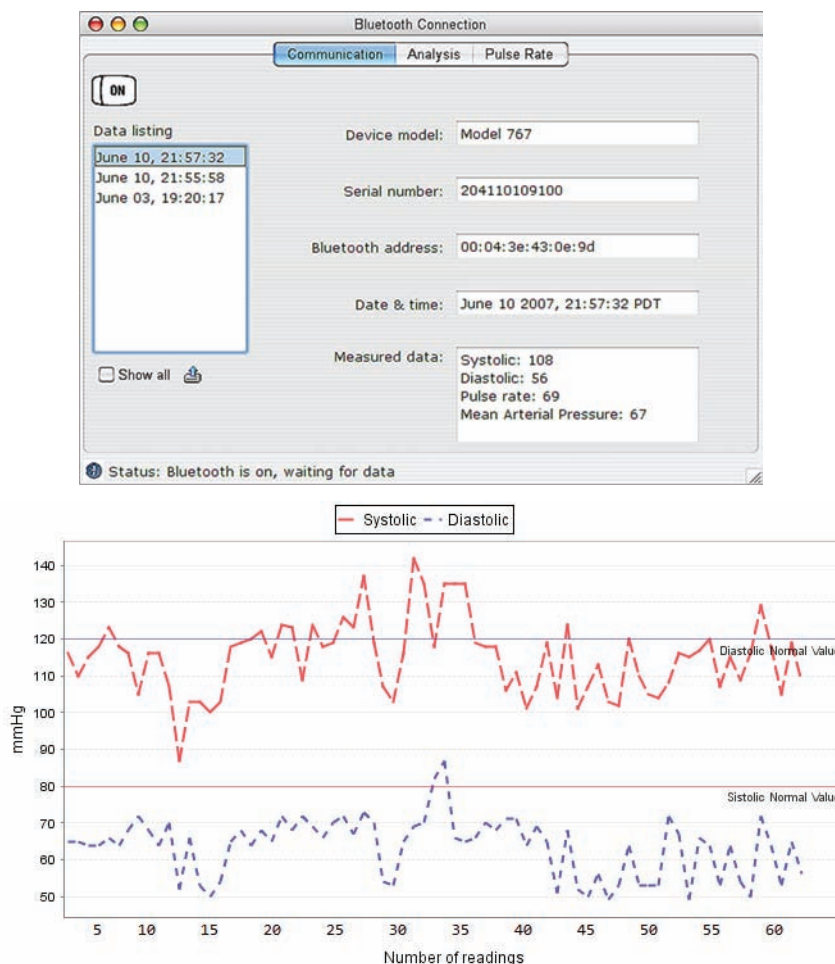 Bluetooth Connection
Communication Analysis Pulse Rate
ON
Data listing
June 10, 21:57:32
June 10, 21:55:58
June 03, 19:20:17
Show all
Device model: Model 767
Serial number: 204110109100
Bluetooth address: 00:04:3e:43:0e:9d
Date & time: June 10 2007, 21:57:32 PDT
Measured data: Systolic: 108
Diastolic: 56
Pulse rate: 69
Mean Arterial Pressure: 67
Status: Bluetooth is on, waiting for data
Systolic Diastolic
mmHg
140
130
120
110
100
90
80
70
60
50
Diastolic Normal Valu
Sistolic Normal Valu
5 10 15 20 25 30 35 40 45 50 55 60
Number of readings